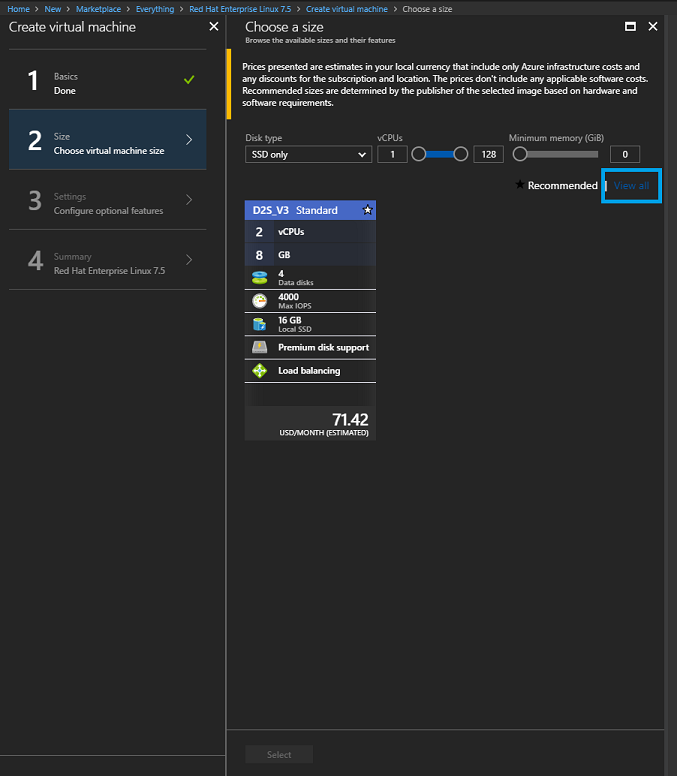 Home > New > Marketplace > Everything > Red Hat Enterprise Linux 7.5 > Create virtual machine > Choose a size
Create virtual machine
1
Basics
Done
2
Size
Choose virtual machine size
3
Settings
Configure optional features
4
Summary
Red Hat Enterprise Linux 7.5
Choose a size
Browse the available sizes and their features
Prices presented are estimates in your local currency that include only Azure infrastructure costs and
any discounts for the subscription and location. The prices don't include any applicable software costs.
Recommended sizes are determined by the publisher of the selected image based on hardware and
software requirements.
Disk type vCPUs Minimum memory (GiB)
SSD only 1 128 0
★ Recommended | View all
D2S_V3 Standard
2 vCPUs
8 GB
4
Data disks
4000
Max IOPS
16 GB
Local SSD
Premium disk support
Load balancing
71.42
USD/MONTH (ESTIMATED)
Select